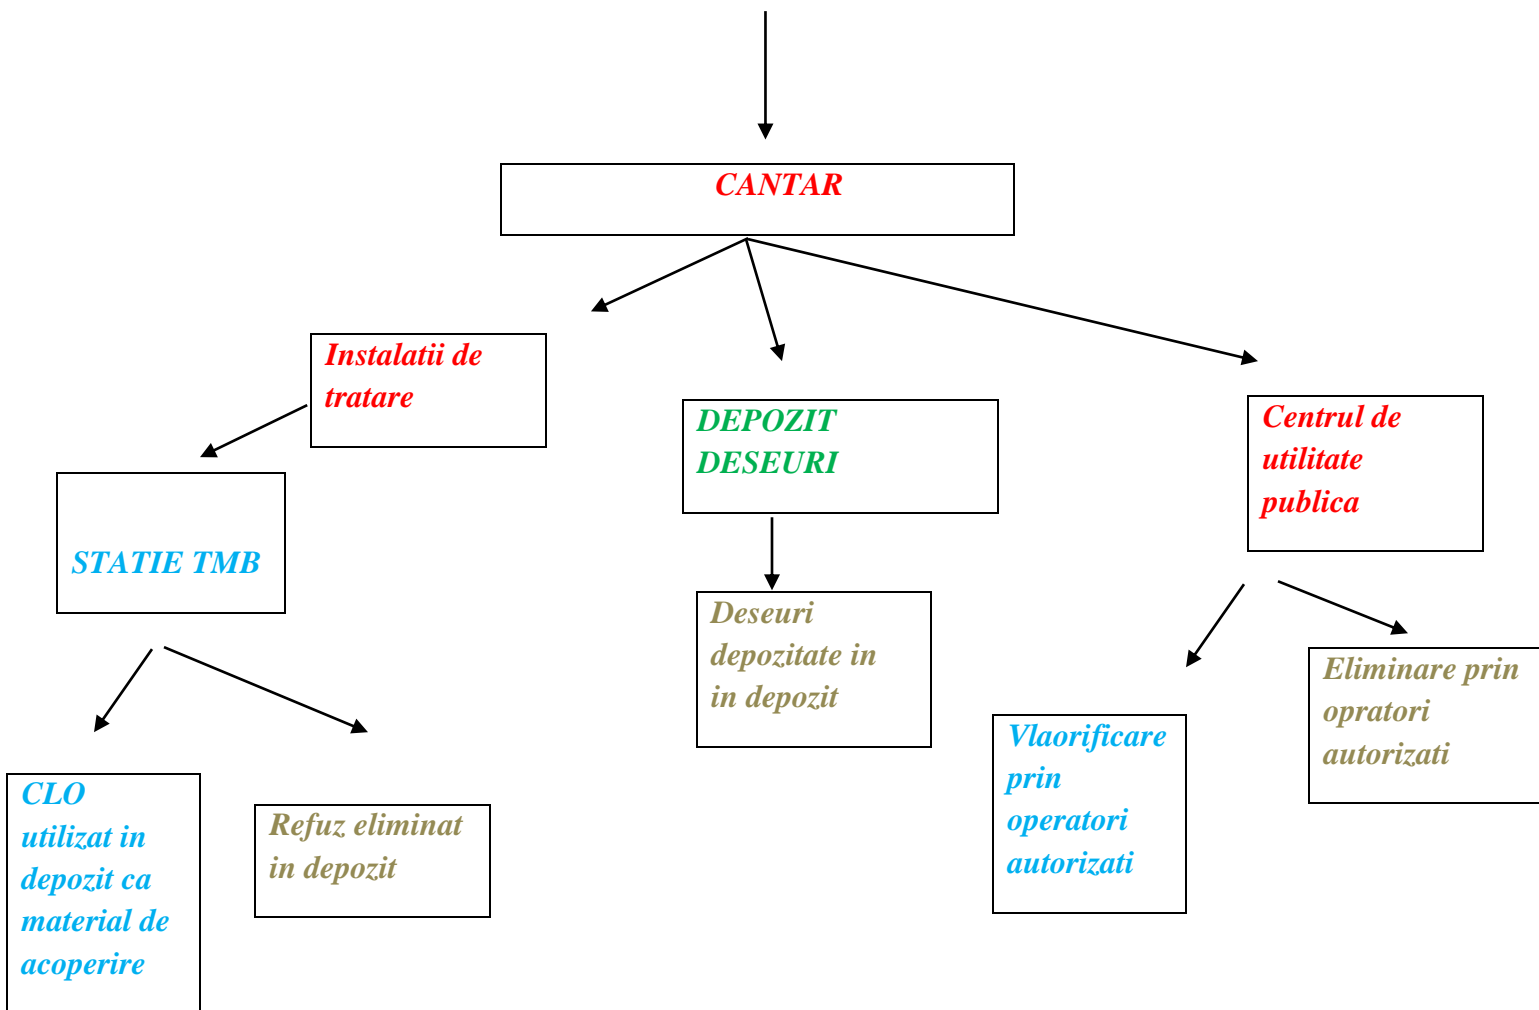 CANTAR
Instalatii de
tratare
DEPOZIT
DESEURI
Centrul de
utilitate
publica
STATIE TMB
Deseuri
depozitate in
in depozit
Eliminare prin
opratori
autorizati
Vlaorificare
prin
operatori
autorizati
CLO
utilizat in
depozit ca
material de
acoperire
Refuz eliminat
in depozit